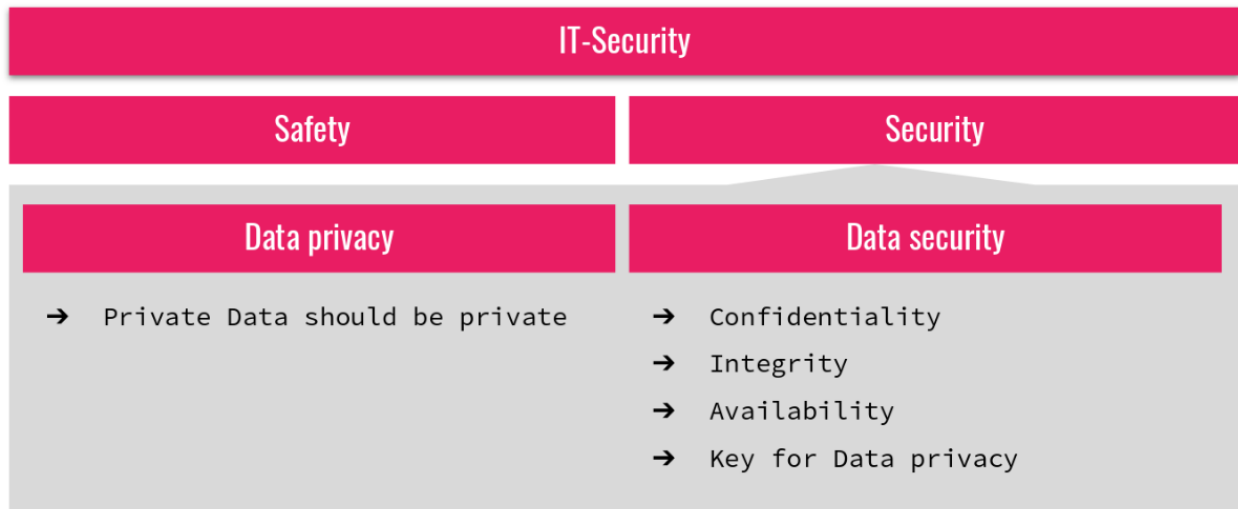 IT-Security
Safety
Security
Data privacy
Data security
➔ Private Data should be private
➔ Confidentiality
➔ Integrity
➔ Availability
➔ Key for Data privacy